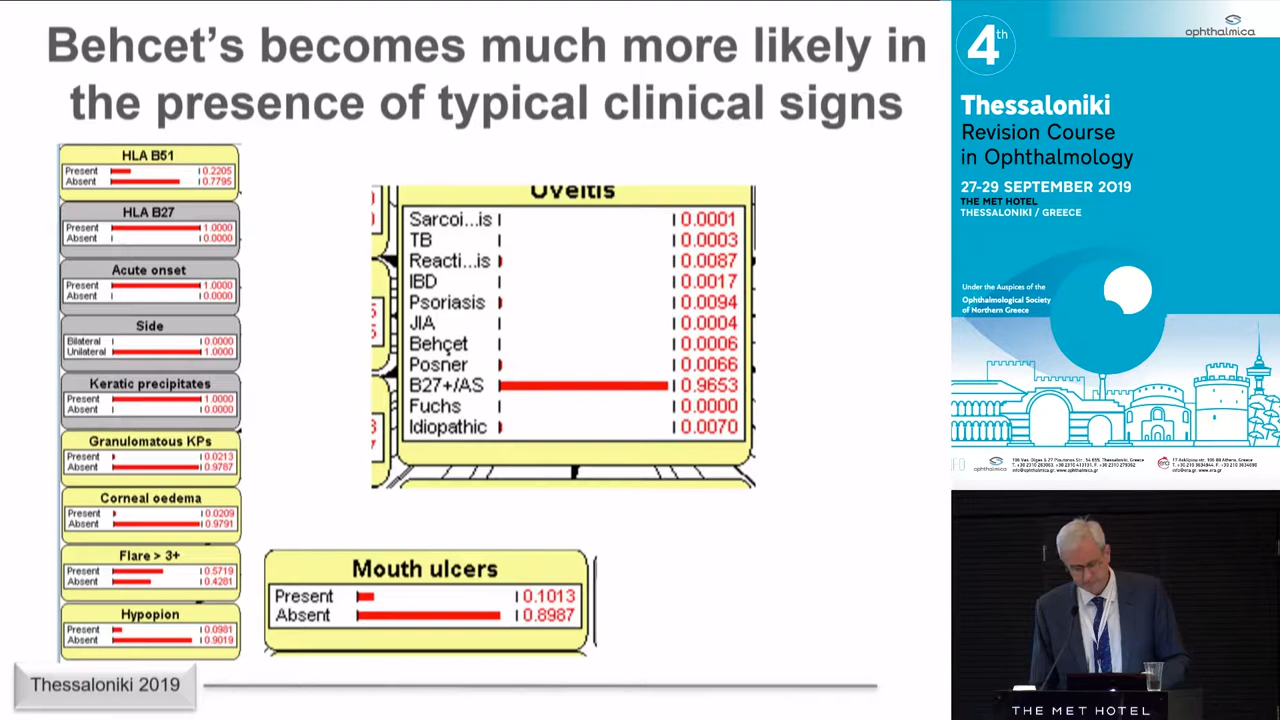 Behcet's becomes much more likely in
the presence of typical clinical signs
HLA B51
Present 0.2205
Absent 0.7795
HLA B27
Present 1.0000
Absent 0.0000
Acute onset
Present 1.0000
Absent 0.0000
Side
Bilateral 0.0000
Unilateral 1.0000
Keratic precipitates
Present 1.0000
Absent 0.0000
Granulomatous KPs
Present 0.0213
Absent 0.9787
Corneal oedema
Present 0.0209
Absent 0.9791
Flare > 3+
Present 0.5719
Absent 0.4281
Hypopion
Present 0.0981
Absent 0.9019
Uveitis
Sarcoi...is 0.0001
TB 0.0003
Reacti...is 0.0087
IBD 0.0017
Psoriasis 0.0094
JIA 0.0004
Behçet 0.0006
Posner 0.0066
B27+/AS 0.9653
Fuchs 0.0000
Idiopathic 0.0070
Mouth ulcers
Present 0.1013
Absent 0.8987
Thessaloniki 2019
ophthalmica
4th
Thessaloniki
Revision Course
in Ophthalmology
27-29 SEPTEMBER 2019
THE MET HOTEL
THESSALONIKI / GREECE
Under the Auspices of the
Ophthalmological Society
of Northern Greece
ophthalmica
THE MET HOTEL